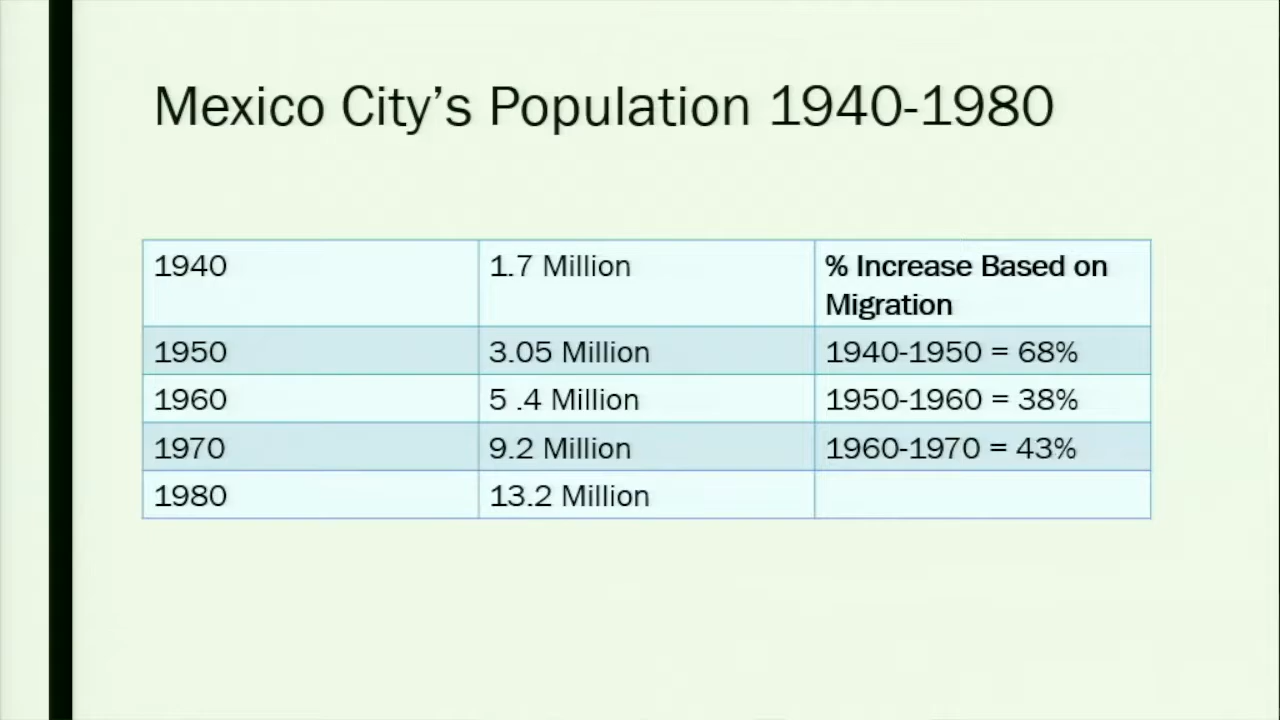 Mexico City's Population 1940-1980
1940 1.7 Million % Increase Based on
Migration
1950 3.05 Million 1940-1950 = 68%
1960 5 .4 Million 1950-1960 = 38%
1970 9.2 Million 1960-1970 = 43%
1980 13.2 Million